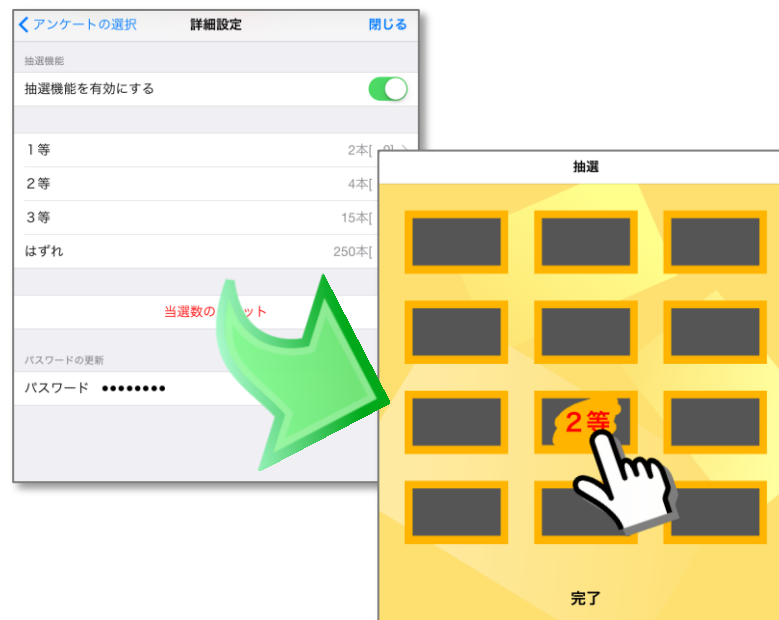 アンケートの選択 詳細設定 閉じる
抽選機能
抽選機能を有効にする
1等 2本[
2等 4本[
3等 15本[
はずれ 250本[
当選数の ット
パスワードの更新
パスワード ●●●●●●●●
抽選
2等
完了